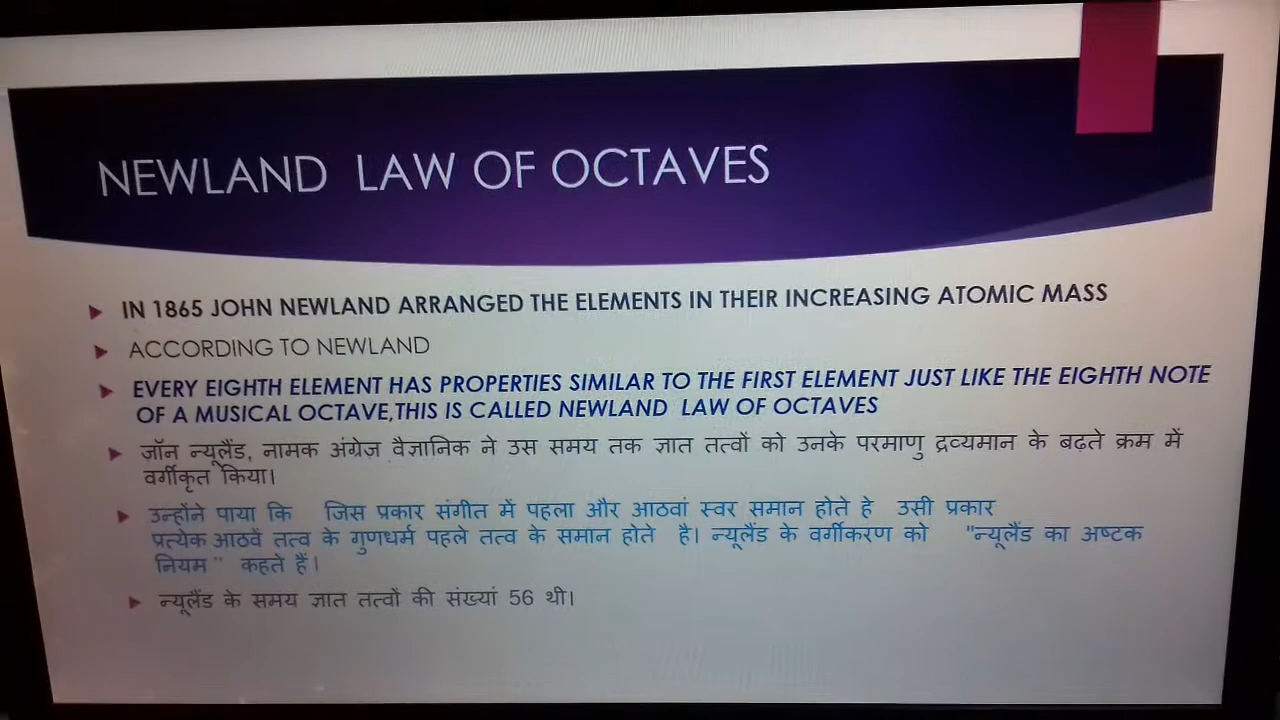 NEWLAND LAW OF OCTAVES
IN 1865 JOHN NEWLAND ARRANGED THE ELEMENTS IN THEIR INCREASING ATOMIC MASS
ACCORDING TO NEWLAND
EVERY EIGHTH ELEMENT HAS PROPERTIES SIMILAR TO THE FIRST ELEMENT JUST LIKE THE EIGHTH NOTE
OF A MUSICAL OCTAVE,THIS IS CALLED NEWLAND LAW OF OCTAVES
जॉन न्यूलैंड, नामक अंग्रेज़ वैज्ञानिक ने उस समय तक ज्ञात तत्वों को उनके परमाणु द्रव्यमान के बढ़ते क्रम में
वर्गीकृत किया।
उन्होंने पाया कि जिस प्रकार संगीत में पहला और आठवां स्वर समान होते हे उसी प्रकार
प्रत्येक आठवें तत्व के गुणधर्म पहले तत्व के समान होते है। न्यूलैंड के वर्गीकरण को "न्यूलैंड का अष्टक
नियम " कहते हैं।
न्यूलैंड के समय ज्ञात तत्वों की संख्यां 56 थी।